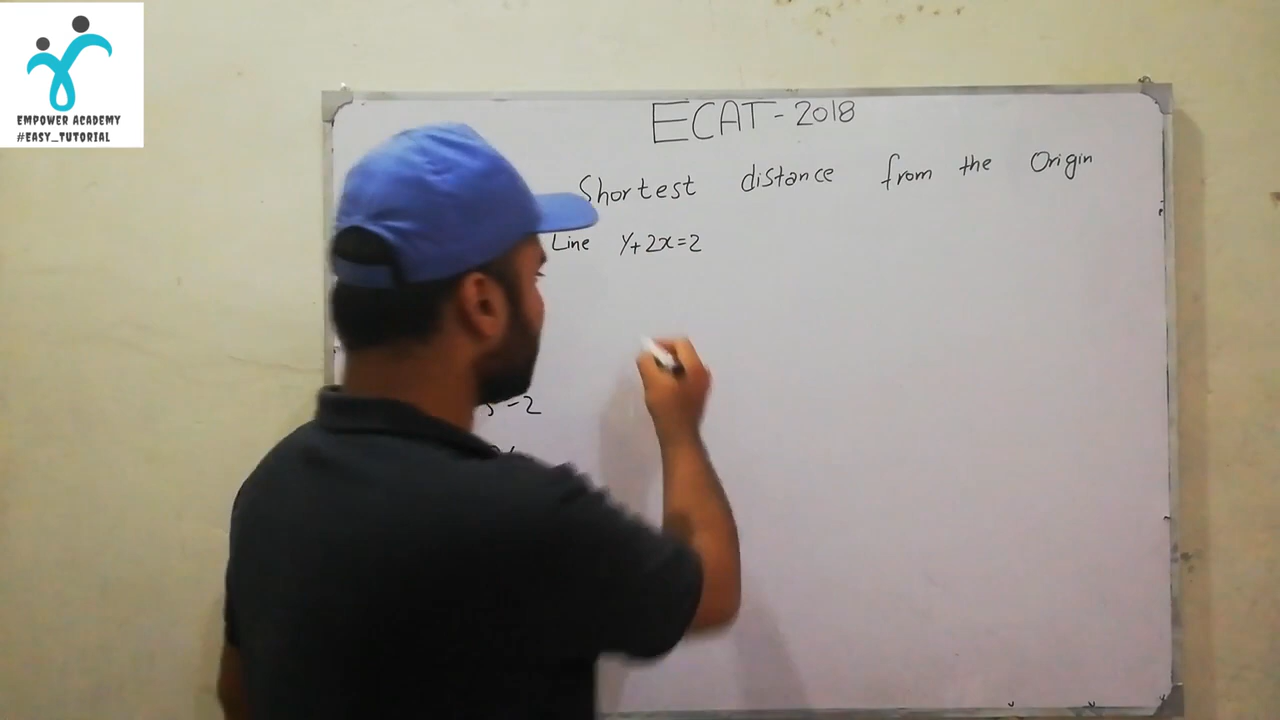 EMPOWER ACADEMY
#EASY_TUTORIAL
ECAT - 2018
Shortest distance from the Origin
Line y+2x=2
-2